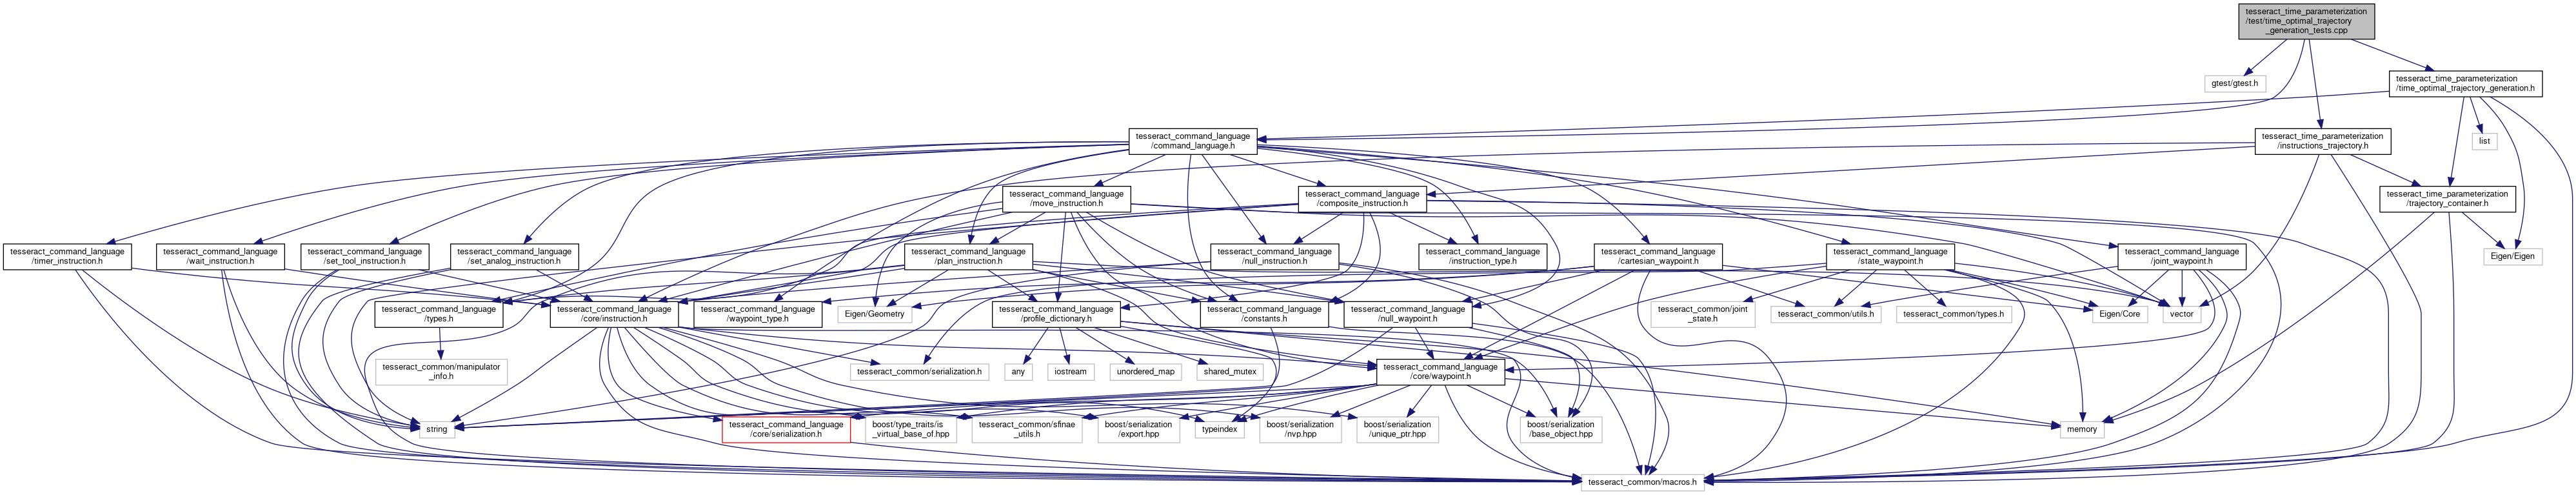 tesseract_time_parameterization
/test/time_optimal_trajectory
_generation_tests.cpp
gtest/gtest.h
tesseract_time_parameterization
/time_optimal_trajectory_generation.h
tesseract_command_language
/command_language.h
tesseract_time_parameterization
/instructions_trajectory.h
list
tesseract_command_language
/move_instruction.h
tesseract_command_language
/composite_instruction.h
tesseract_time_parameterization
/trajectory_container.h
tesseract_command_language
/timer_instruction.h
tesseract_command_language
/wait_instruction.h
tesseract_command_language
/set_tool_instruction.h
tesseract_command_language
/set_analog_instruction.h
tesseract_command_language
/plan_instruction.h
tesseract_command_language
/null_instruction.h
tesseract_command_language
/instruction_type.h
tesseract_command_language
/cartesian_waypoint.h
tesseract_command_language
/state_waypoint.h
tesseract_command_language
/joint_waypoint.h
Eigen/Eigen
tesseract_command_language
/types.h
tesseract_command_language
/core/instruction.h
tesseract_command_language
/waypoint_type.h
Eigen/Geometry
tesseract_command_language
/profile_dictionary.h
tesseract_command_language
/constants.h
tesseract_command_language
/null_waypoint.h
tesseract_common/joint
_state.h
tesseract_common/utils.h
tesseract_common/types.h
Eigen/Core
vector
tesseract_common/manipulator
_info.h
tesseract_common/serialization.h
any
iostream
unordered_map
shared_mutex
tesseract_command_language
/core/waypoint.h
string
tesseract_command_language
/core/serialization.h
boost/type_traits/is
_virtual_base_of.hpp
tesseract_common/sfinae
_utils.h
boost/serialization
/export.hpp
typeindex
boost/serialization
/nvp.hpp
boost/serialization
/unique_ptr.hpp
boost/serialization
/base_object.hpp
memory
tesseract_common/macros.h